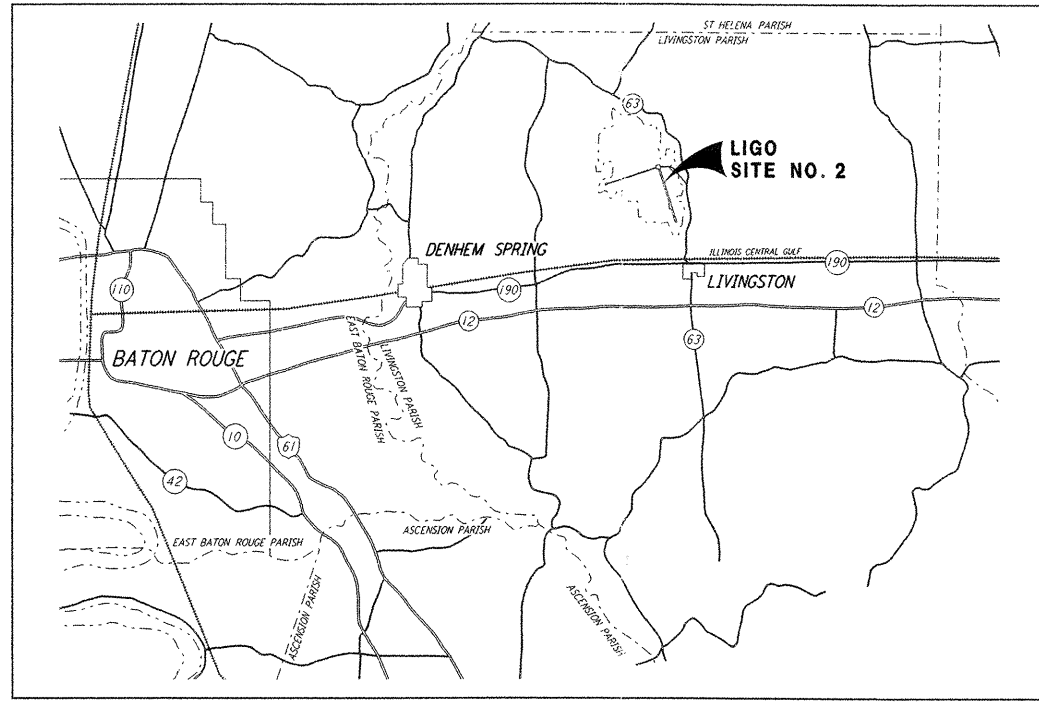 ST HELENA PARISH
LIVINGSTON PARISH
63
LIGO
SITE NO. 2
DENHEM SPRING
ILLINOIS CENTRAL GULF
190
LIVINGSTON
110
190
12
12
EAST BATON ROUGE PARISH
LIVINGSTON PARISH
63
BATON ROUGE
10
61
42
ASCENSION PARISH
EAST BATON ROUGE PARISH
ASCENSION PARISH
ASCENSION PARISH